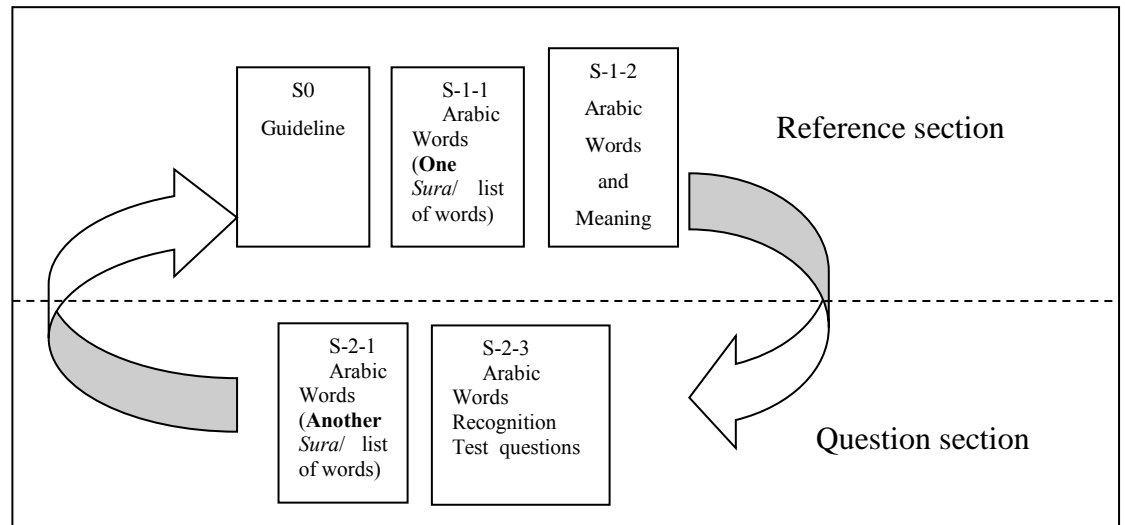 S0
Guideline
S-1-1
Arabic
Words
(One
Sura/ list
of words)
S-1-2
Arabic
Words
and
Meaning
Reference section
S-2-1
Arabic
Words
(Another
Sura/ list
of words)
S-2-3
Arabic
Words
Recognition
Test questions
Question section